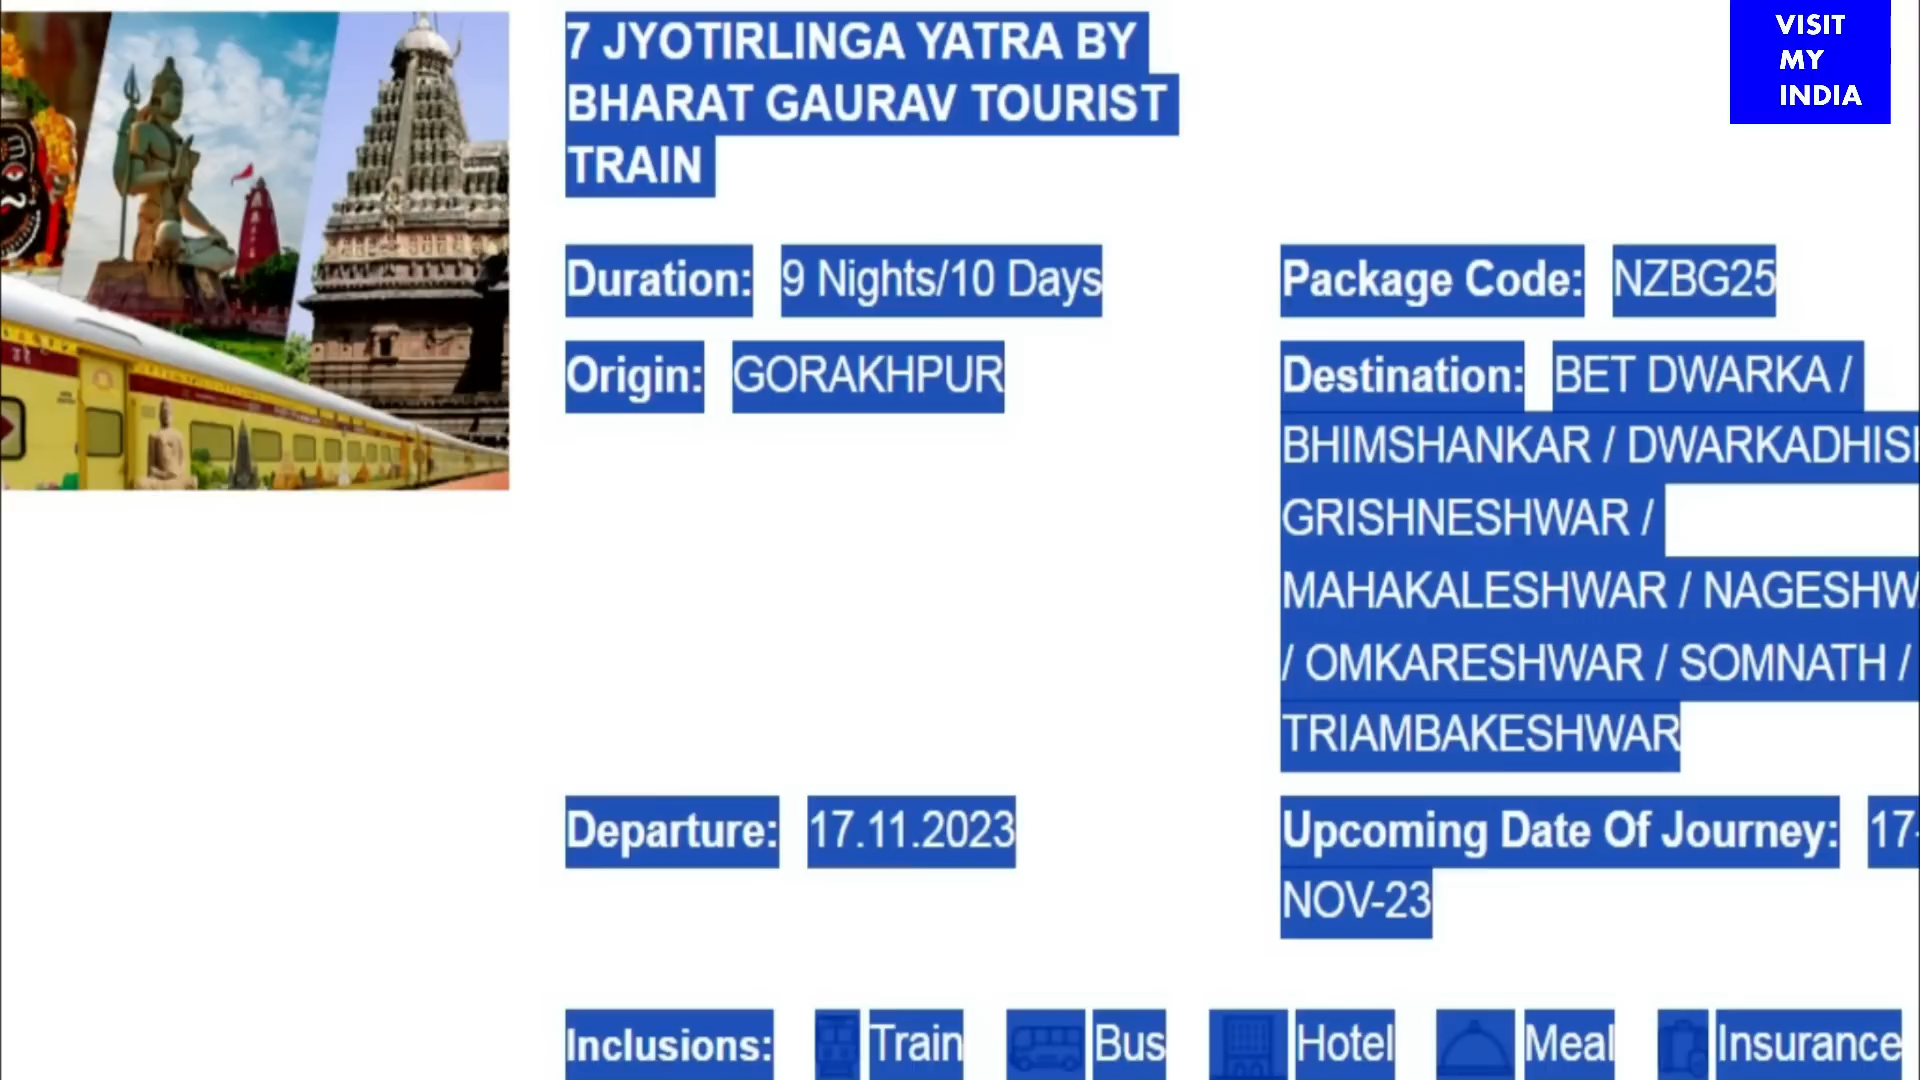 7 JYOTIRLINGA YATRA BY
BHARAT GAURAV TOURIST
TRAIN
VISIT
MY
INDIA
Duration: 9 Nights/10 Days
Package Code: NZBG25
Origin: GORAKHPUR
Destination: BET DWARKA /
BHIMSHANKAR / DWARKADHIS
GRISHNESHWAR /
MAHAKALESHWAR / NAGESHW
/ OMKARESHWAR / SOMNATH /
TRIAMBAKESHWAR
Departure: 17.11.2023
Upcoming Date Of Journey: 17-
NOV-23
Inclusions: Train Bus Hotel Meal Insurance